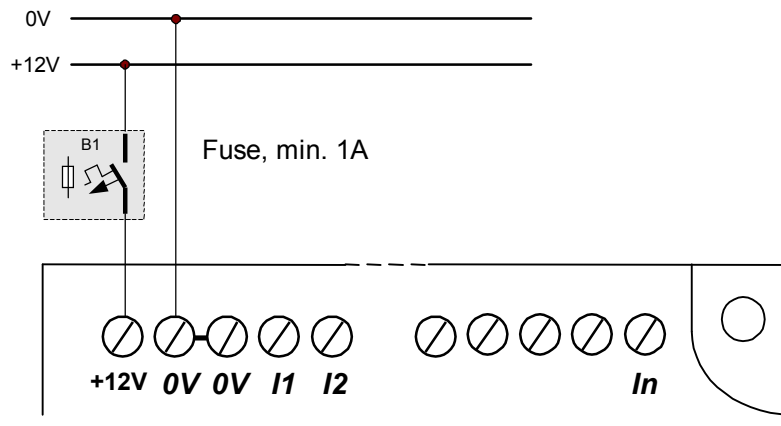 0V
+12V
B1
Fuse, min. 1A
+12V 0V 0V I1 I2 In